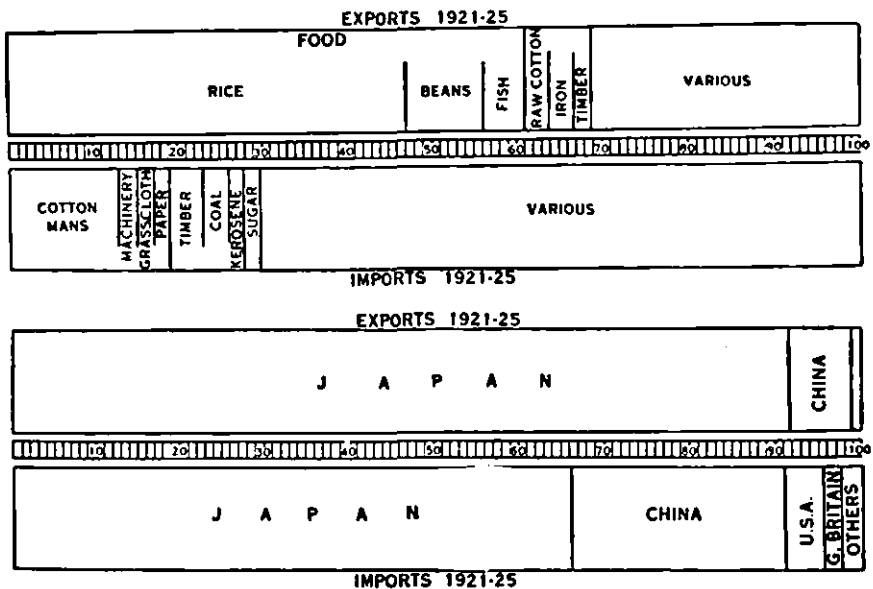 EXPORTS 1921-25
FOOD
RICE
BEANS
FISH
RAW COTTON
IRON
TIMBER
VARIOUS
10 20 30 40 50 60 70 80 90 100
COTTON
MANS
MACHINERY
GRASSCLOTH
PAPER
TIMBER
COAL
KEROSENE
SUGAR
VARIOUS
IMPORTS 1921-25
EXPORTS 1921-25
JAPAN
CHINA
10 20 30 40 50 60 70 80 90 100
JAPAN
CHINA
U.S.A.
G. BRITAIN
OTHERS
IMPORTS 1921-25